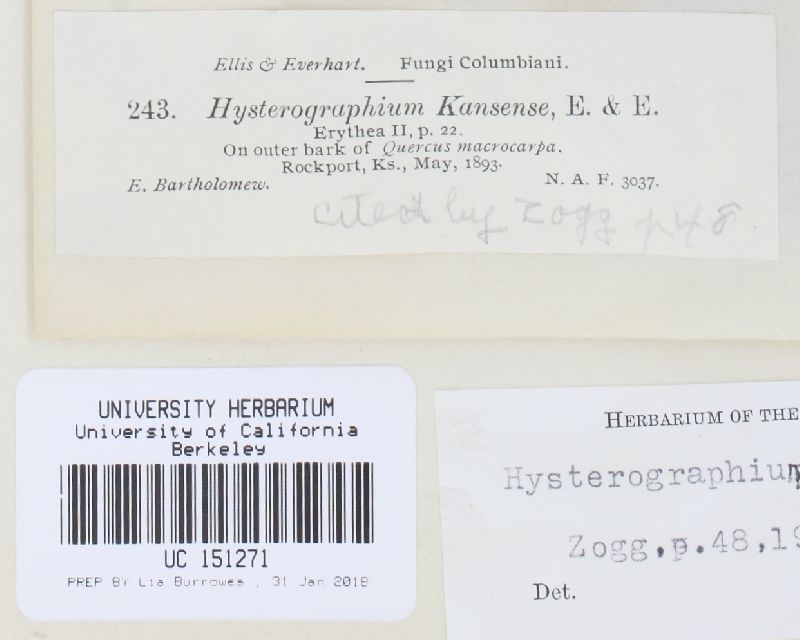 Ellis & Everhart. Fungi Columbiani.
243. Hysterographium Kansense, E. & E.
Erythea II, p. 22.
On outer bark of Quercus macrocarpa.
Rockport, Ks., May, 1893.
E. Bartholomew. N. A. F. 3037.
cited by Zogg p 48
UNIVERSITY HERBARIUM
University of California
Berkeley
UC 151271
PREP BY Lia Burrowes , 31 Jan 2018
HERBARIUM OF THE
Hysterographium
Zogg, p. 48, 19
Det.